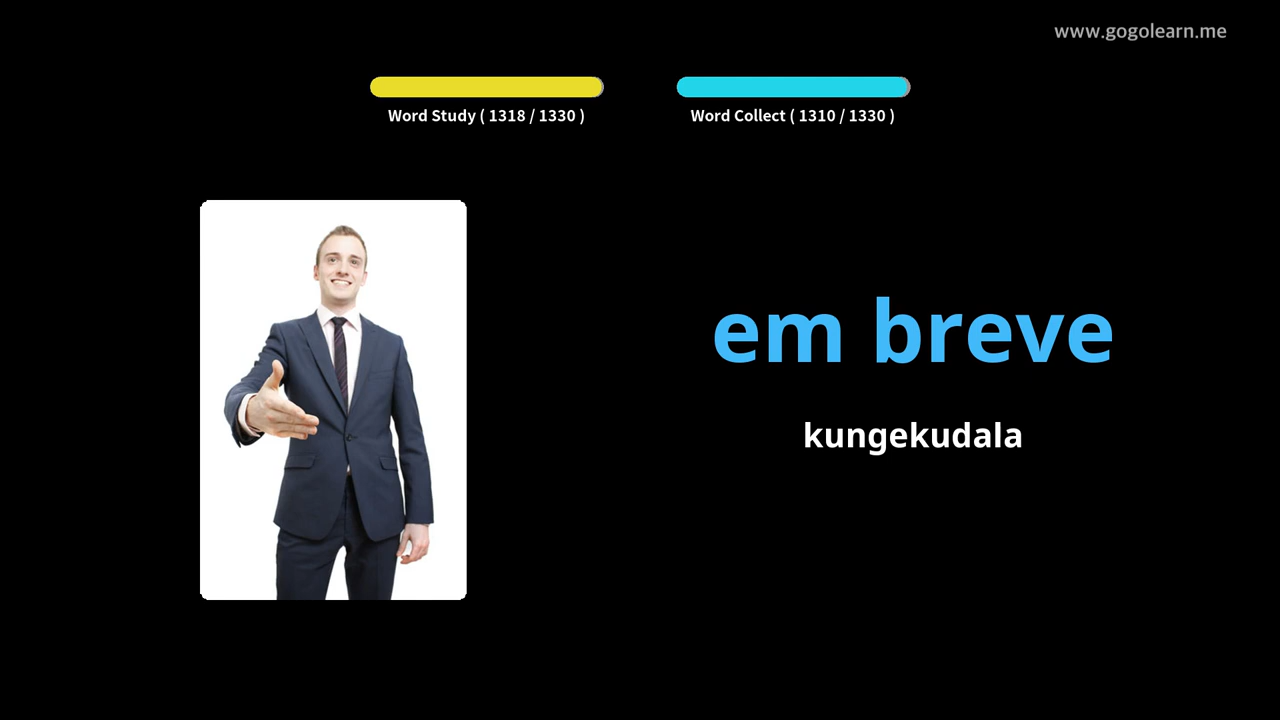 www.gogolearn.me
Word Study ( 1318 / 1330 )
Word Collect ( 1310 / 1330 )
em breve
kungekudala